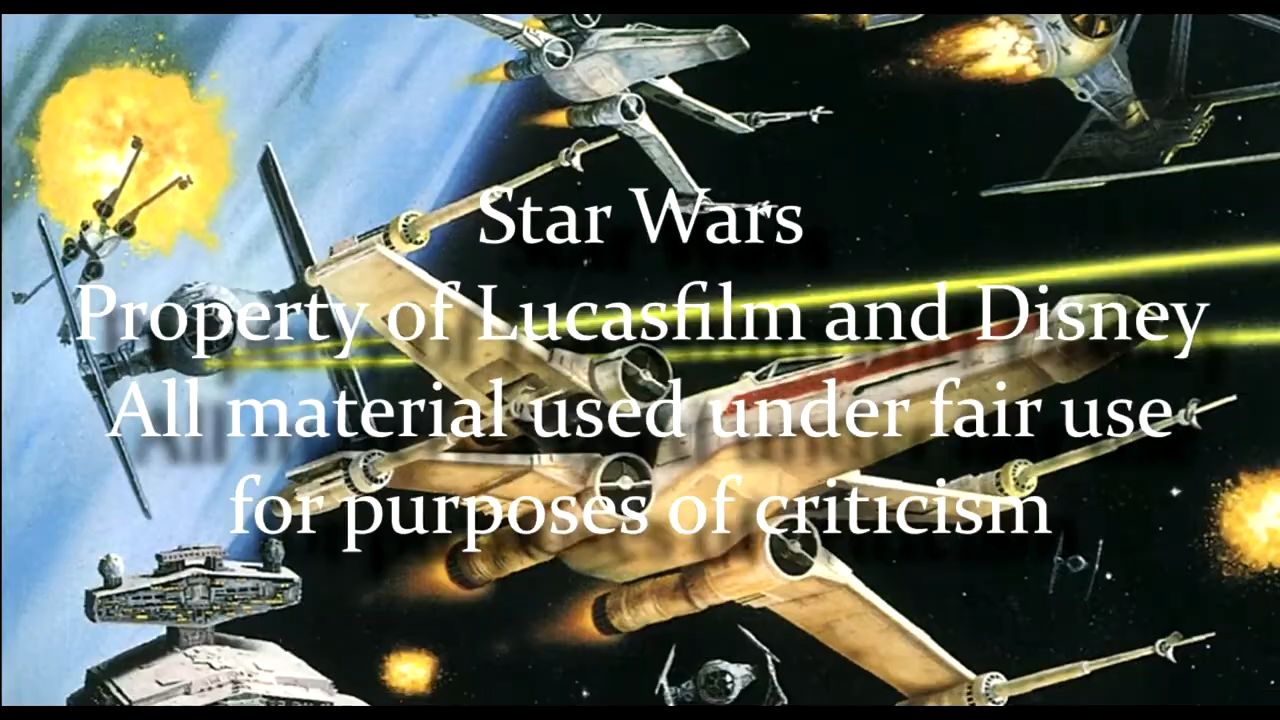 Star Wars
Property of Lucasfilm and Disney
All material used under fair use
for purposes of criticism